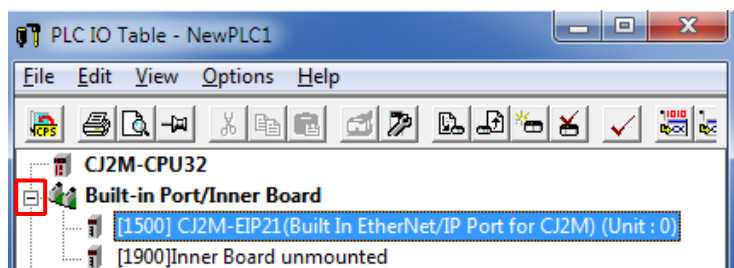 PLC IO Table - NewPLC1
File Edit View Options Help
NCPS
CJ2M-CPU32
Built-in Port/Inner Board
[1500] CJ2M-EIP21(Built In EtherNet/IP Port for CJ2M) (Unit : 0)
[1900]Inner Board unmounted